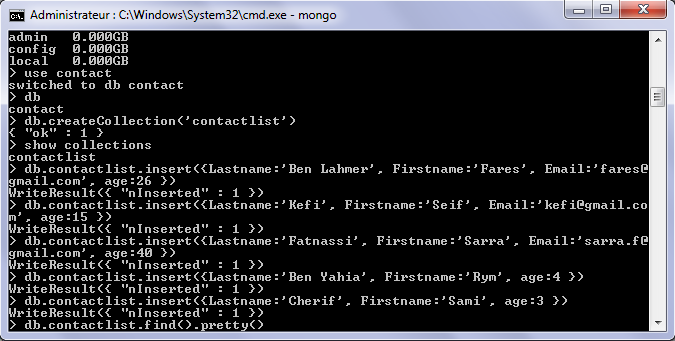 Administrateur : C:\Windows\System32\cmd.exe - mongo
admin   0.000GB
config  0.000GB
local   0.000GB
> use contact
switched to db contact
> db
contact
> db.createCollection('contactlist')
{ "ok" : 1 }
> show collections
contactlist
> db.contactlist.insert({Lastname:'Ben Lahmer', Firstname:'Fares', Email:'fares@
gmail.com', age:26 })
WriteResult({ "nInserted" : 1 })
> db.contactlist.insert({Lastname:'Kefi', Firstname:'Seif', Email:'kefi@gmail.co
m', age:15 })
WriteResult({ "nInserted" : 1 })
> db.contactlist.insert({Lastname:'Fatnassi', Firstname:'Sarra', Email:'sarra.f@
gmail.com', age:40 })
WriteResult({ "nInserted" : 1 })
> db.contactlist.insert({Lastname:'Ben Yahia', Firstname:'Rym', age:4 })
WriteResult({ "nInserted" : 1 })
> db.contactlist.insert({Lastname:'Cherif', Firstname:'Sami', age:3 })
WriteResult({ "nInserted" : 1 })
> db.contactlist.find().pretty()